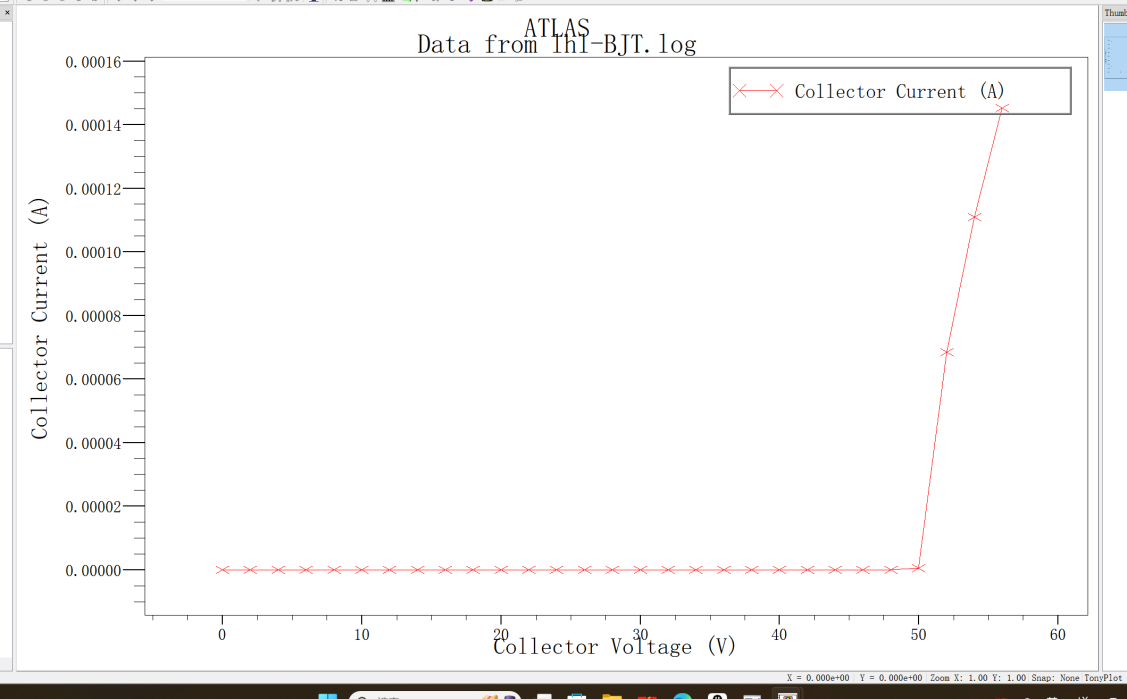 Thumb
ATLAS
Data from lhl-BJT.log
Collector Current (A)
Collector Current (A)
0.00016
0.00014
0.00012
0.00010
0.00008
0.00006
0.00004
0.00002
0.00000
0
10
20
30
40
50
60
Collector Voltage (V)
X = 0.000e+00
Y = 0.000e+00
Zoom X: 1.00 Y: 1.00 Snap: None TonyPlot